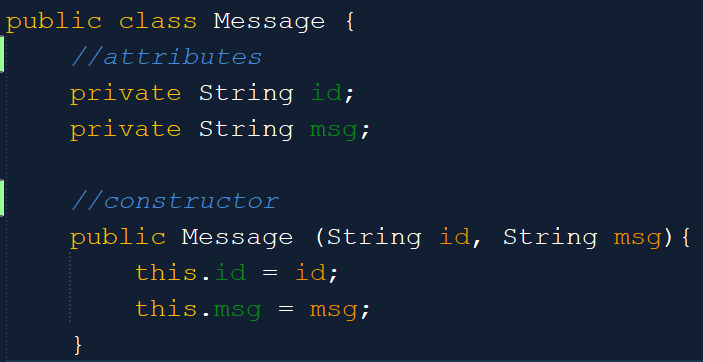 public class Message {
//attributes
private String id;
private String msg;
//constructor
public Message (String id, String msg){
this.id = id;
this.msg = msg;
}